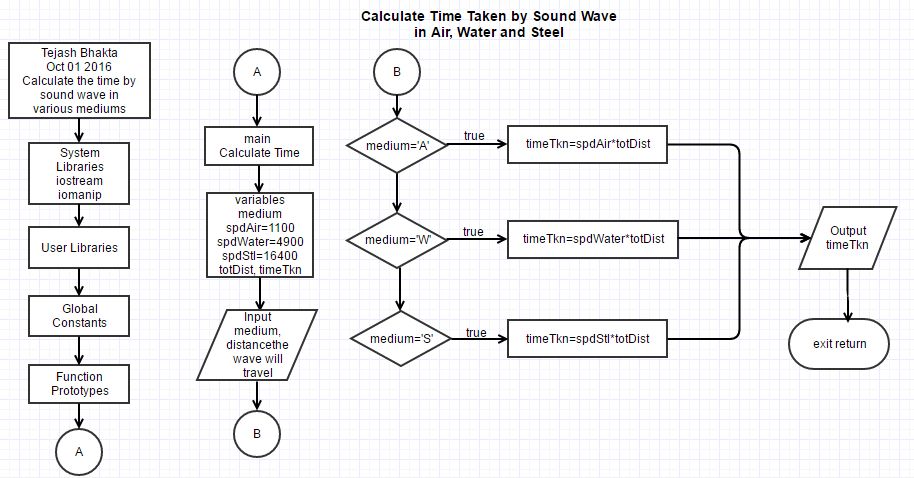 Calculate Time Taken by Sound Wave
in Air, Water and Steel
Tejash Bhakta
Oct 01 2016
Calculate the time by
sound wave in
various mediums
System
Libraries
iostream
iomanip
User Libraries
Global
Constants
Function
Prototypes
A
A
main
Calculate Time
variables
medium
spdAir=1100
spdWater=4900
spdStl=16400
totDist, timeTkn
Input
medium,
distancethe
wave will
travel
B
B
medium='A'
true
timeTkn=spdAir*totDist
medium='W'
true
timeTkn=spdWater*totDist
medium='S'
true
timeTkn=spdStl*totDist
Output
timeTkn
exit return